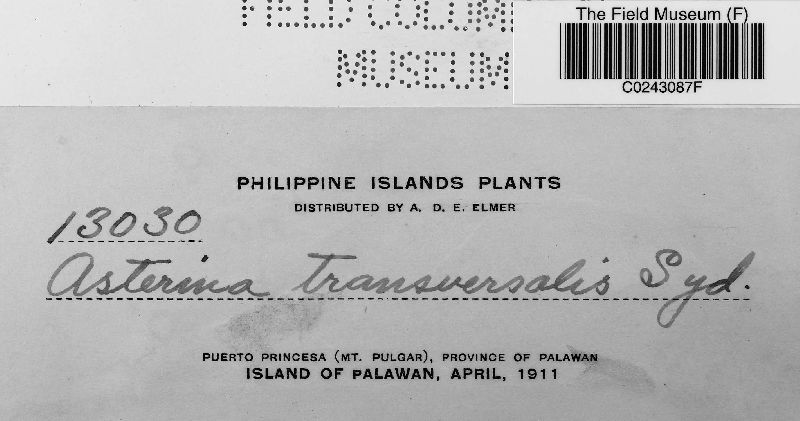 FIELD COLUM
MUSEUM
The Field Museum (F)
C0243087F
PHILIPPINE ISLANDS PLANTS
DISTRIBUTED BY A. D. E. ELMER
13030
Asterina transversalis Syd.
PUERTO PRINCESA (MT. PULGAR), PROVINCE OF PALAWAN
ISLAND OF PALAWAN, APRIL, 1911